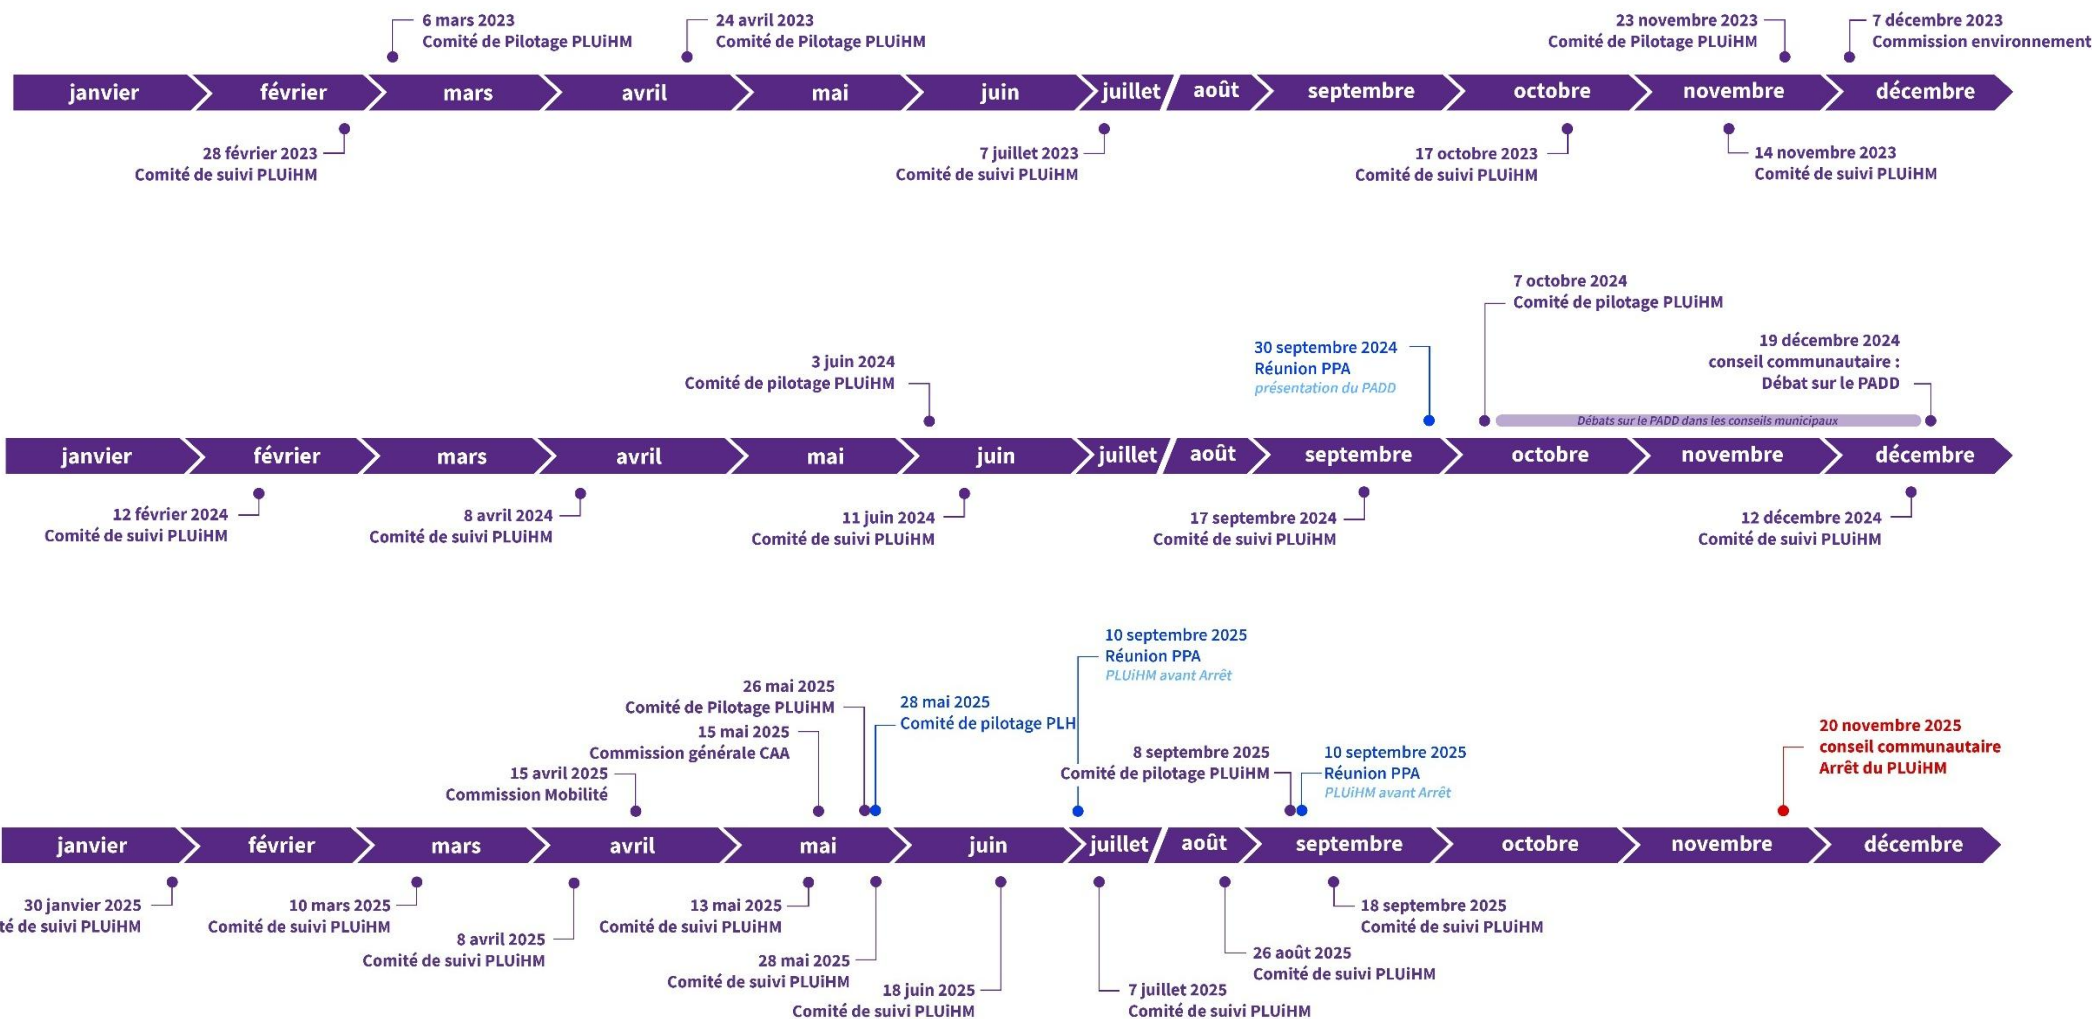 6 mars 2023
Comité de Pilotage PLUiHM
24 avril 2023
Comité de Pilotage PLUiHM
23 novembre 2023
Comité de Pilotage PLUiHM
7 décembre 2023
Commission environnement
janvier
février
mars
avril
mai
juin
juillet
août
septembre
octobre
novembre
décembre
28 février 2023
Comité de suivi PLUiHM
7 juillet 2023
Comité de suivi PLUiHM
17 octobre 2023
Comité de suivi PLUiHM
14 novembre 2023
Comité de suivi PLUiHM
3 juin 2024
Comité de pilotage PLUiHM
30 septembre 2024
Réunion PPA
présentation du PADD
7 octobre 2024
Comité de pilotage PLUiHM
19 décembre 2024
conseil communautaire :
Débat sur le PADD
Débats sur le PADD dans les conseils municipaux
janvier
février
mars
avril
mai
juin
juillet
août
septembre
octobre
novembre
décembre
12 février 2024
Comité de suivi PLUiHM
8 avril 2024
Comité de suivi PLUiHM
11 juin 2024
Comité de suivi PLUiHM
17 septembre 2024
Comité de suivi PLUiHM
12 décembre 2024
Comité de suivi PLUiHM
15 avril 2025
Commission Mobilité
15 mai 2025
Commission générale CAA
26 mai 2025
Comité de Pilotage PLUiHM
28 mai 2025
Comité de pilotage PLH
10 septembre 2025
Réunion PPA
PLUiHM avant Arrêt
8 septembre 2025
Comité de pilotage PLUiHM
10 septembre 2025
Réunion PPA
PLUiHM avant Arrêt
20 novembre 2025
conseil communautaire
Arrêt du PLUiHM
janvier
février
mars
avril
mai
juin
juillet
août
septembre
octobre
novembre
décembre
30 janvier 2025
té de suivi PLUiHM
10 mars 2025
Comité de suivi PLUiHM
8 avril 2025
Comité de suivi PLUiHM
13 mai 2025
Comité de suivi PLUiHM
28 mai 2025
Comité de suivi PLUiHM
18 juin 2025
Comité de suivi PLUiHM
7 juillet 2025
Comité de suivi PLUiHM
26 août 2025
Comité de suivi PLUiHM
18 septembre 2025
Comité de suivi PLUiHM